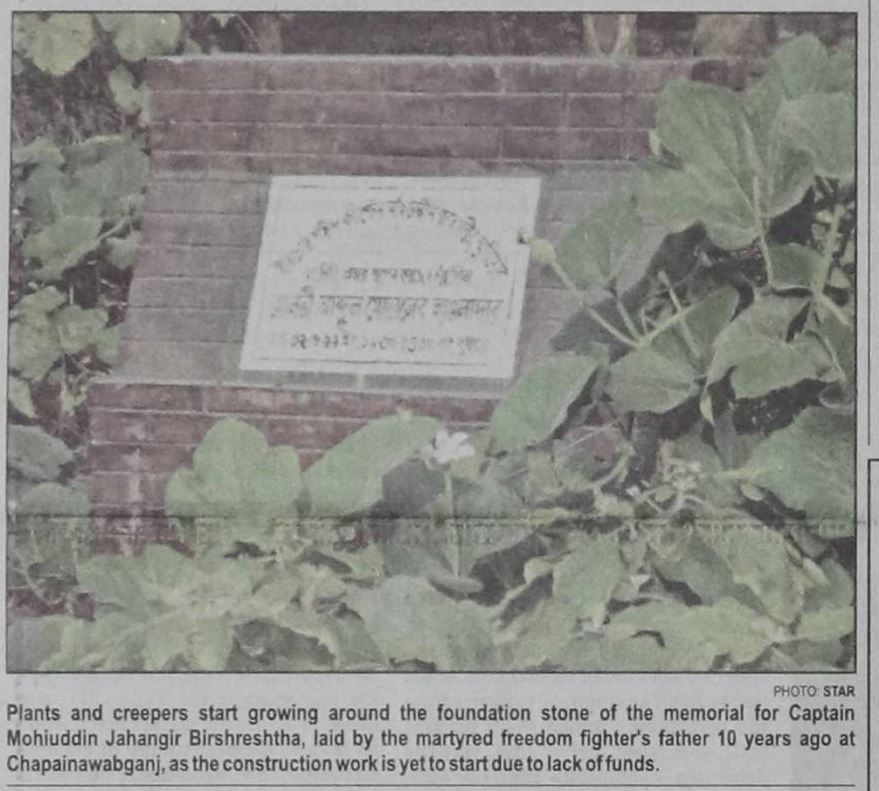 আব্দুল মোতালেব হাওলাদার
PHOTO: STAR
Plants and creepers start growing around the foundation stone of the memorial for Captain
Mohiuddin Jahangir Birshreshtha, laid by the martyred freedom fighter's father 10 years ago at
Chapainawabganj, as the construction work is yet to start due to lack of funds.